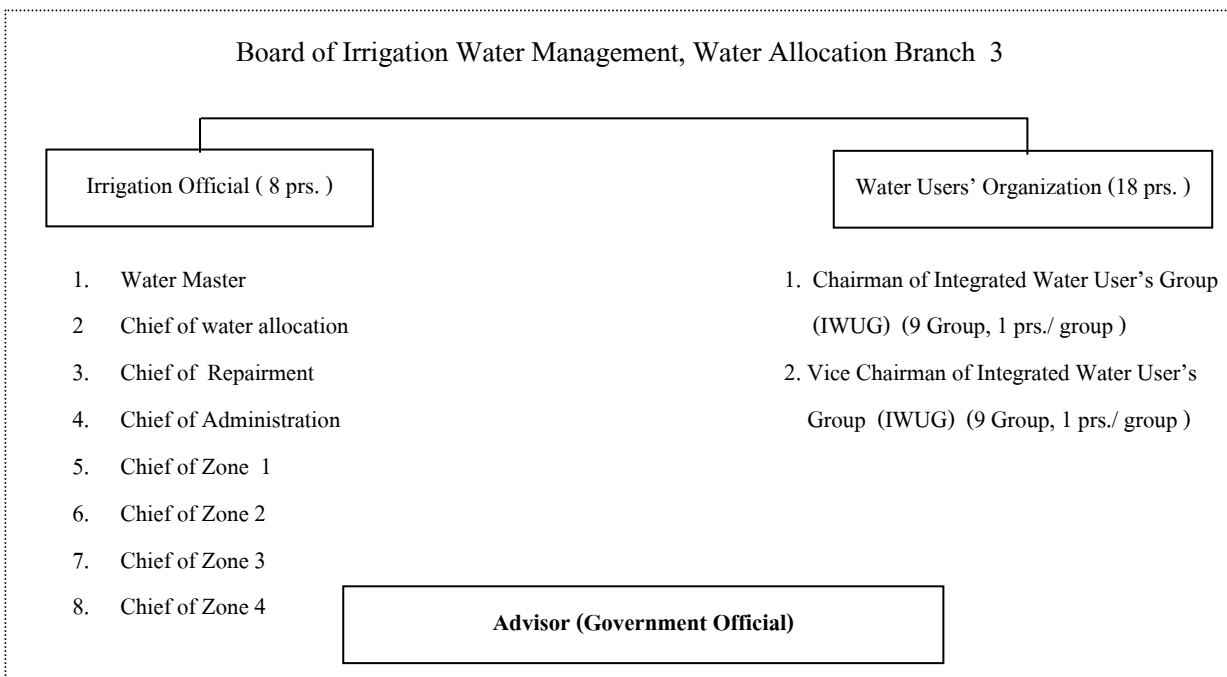 Board of Irrigation Water Management, Water Allocation Branch 3
Irrigation Official ( 8 prs. )
1. Water Master
2 Chief of water allocation
3. Chief of Repairment
4. Chief of Administration
5. Chief of Zone 1
6. Chief of Zone 2
7. Chief of Zone 3
8. Chief of Zone 4
Water Users’ Organization (18 prs. )
1. Chairman of Integrated Water User’s Group
(IWUG) (9 Group, 1 prs./ group )
2. Vice Chairman of Integrated Water User’s
Group (IWUG) (9 Group, 1 prs./ group )
Advisor (Government Official)